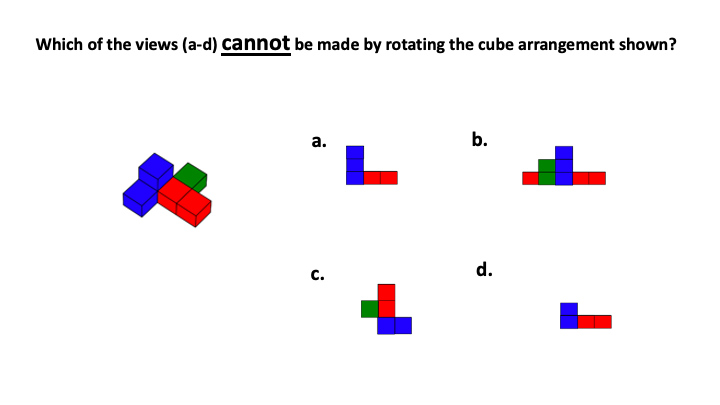 Which of the views (a-d) cannot be made by rotating the cube arrangement shown?
a.
b.
c.
d.